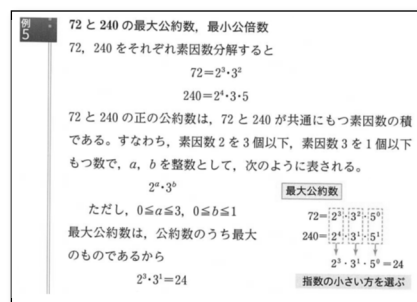 例 5
72 と 240 の最大公約数，最小公倍数
72，240 をそれぞれ素因数分解すると
72=2³・3²
240=2⁴・3・5
72 と 240 の正の公約数は，72 と 240 が共通にもつ素因数の積
である。すなわち，素因数 2 を 3 個以下，素因数 3 を 1 個以下
もつ数で，a，b を整数として，次のように表される。
2ᵃ・3ᵇ
ただし，0≦a≦3，0≦b≦1
最大公約数は，公約数のうち最大
のものであるから
2³・3¹=24
最大公約数
72=2³・3²・5⁰
240=2⁴・3¹・5¹
2³・3¹・5⁰=24
指数の小さい方を選ぶ